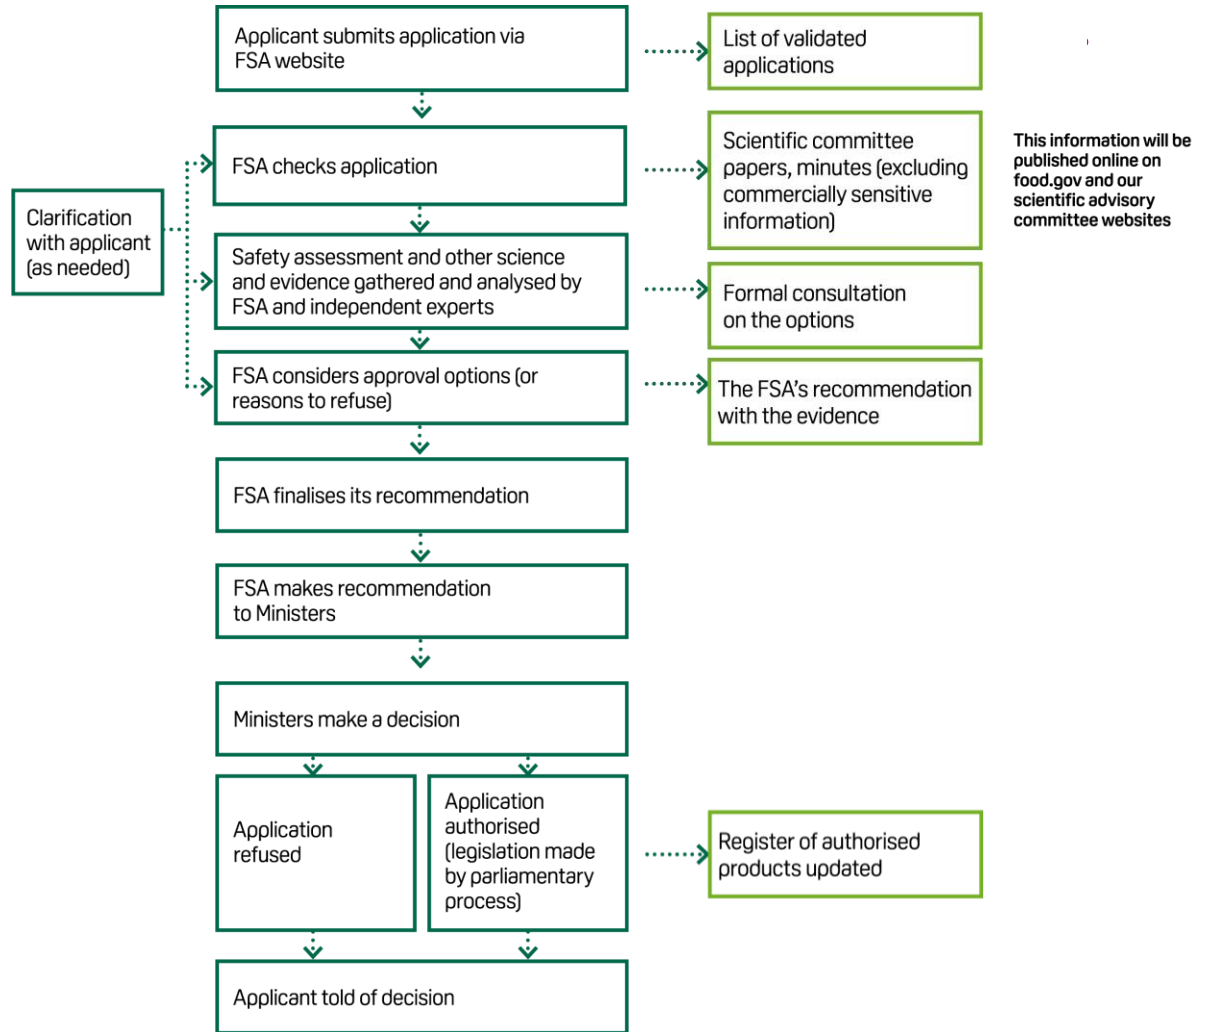 Applicant submits application via
FSA website
List of validated
applications
FSA checks application
Scientific committee
papers, minutes (excluding
commercially sensitive
information)
This information will be
published online on
food.gov and our
scientific advisory
committee websites
Clarification
with applicant
(as needed)
Safety assessment and other science
and evidence gathered and analysed by
FSA and independent experts
Formal consultation
on the options
FSA considers approval options (or
reasons to refuse)
The FSA's recommendation
with the evidence
FSA finalises its recommendation
FSA makes recommendation
to Ministers
Ministers make a decision
Application
refused
Application
authorised
(legislation made
by parliamentary
process)
Register of authorised
products updated
Applicant told of decision